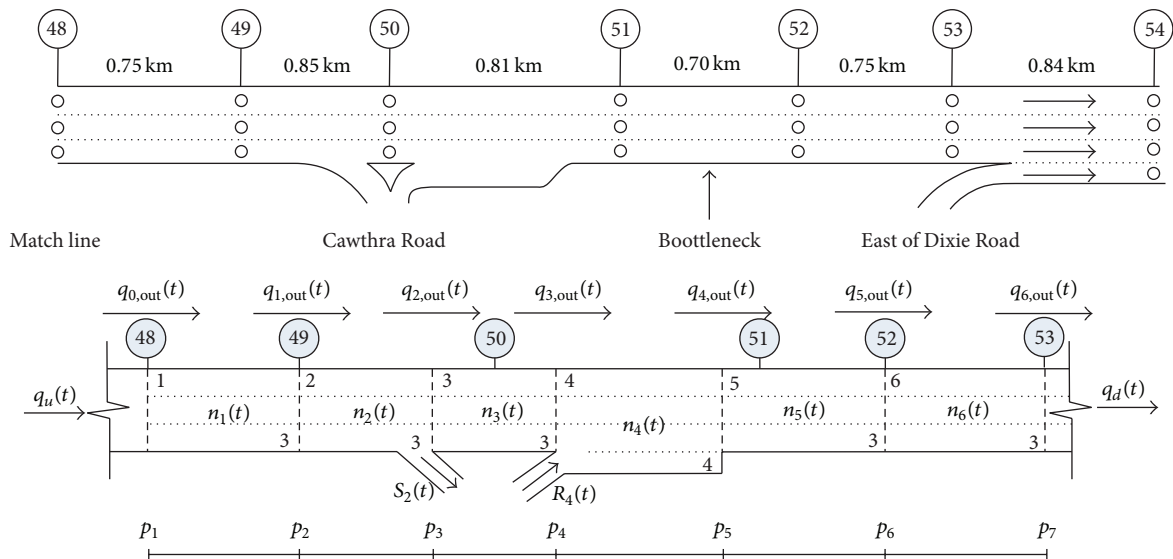 48 49 50 51 52 53 54
0.75 km 0.85 km 0.81 km 0.70 km 0.75 km 0.84 km
Match line Cawthra Road Boottleneck East of Dixie Road
q0,out(t) q1,out(t) q2,out(t) q3,out(t) q4,out(t) q5,out(t) q6,out(t)
48 49 50 51 52 53
1 2 3 4 5 6
qu(t) qd(t)
n1(t) n2(t) n3(t) n4(t) n5(t) n6(t)
3 3 3 4 3 3
S2(t) R4(t)
p1 p2 p3 p4 p5 p6 p7